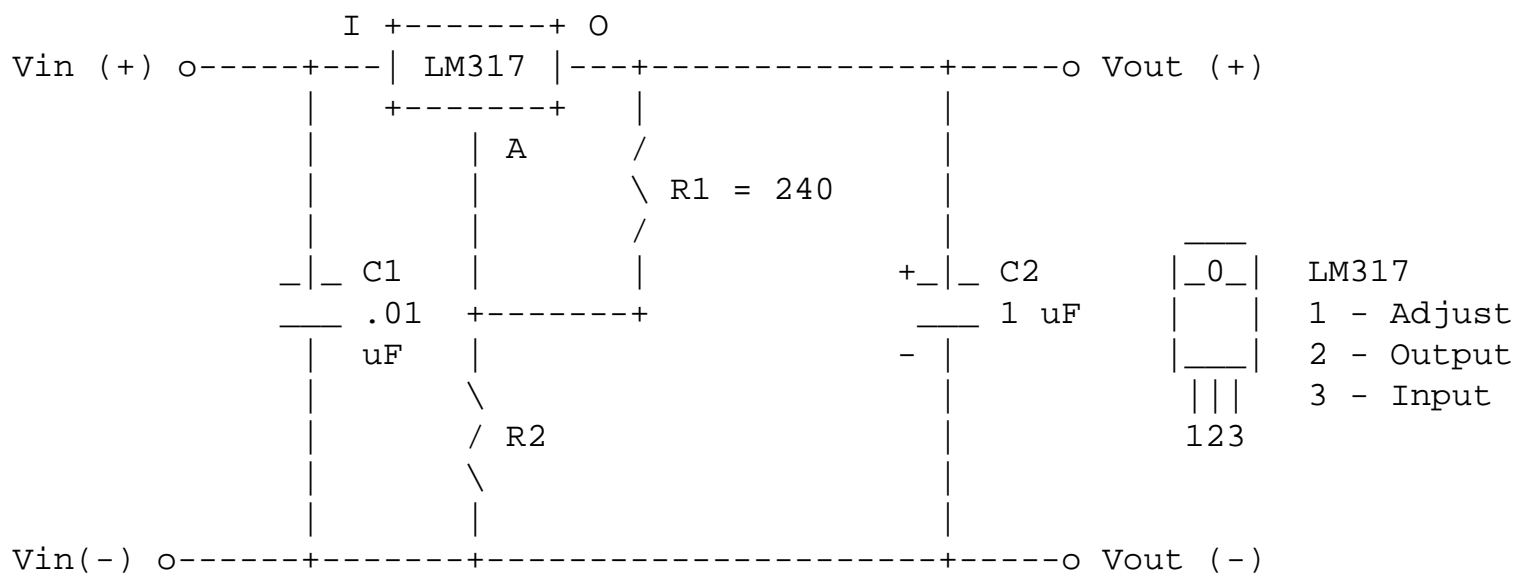 I O
Vin (+) LM317 Vout (+)
A
R1 = 240
C1 + C2 0 LM317
.01 1 uF 1 - Adjust
uF - 2 - Output
3 - Input
R2 123
Vin(-) Vout (-)